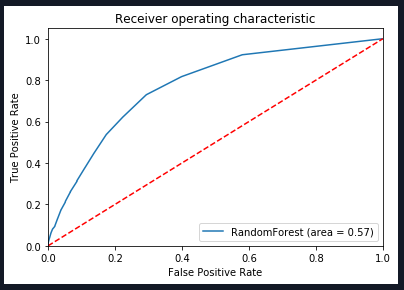 Receiver operating characteristic
True Positive Rate
1.0
0.8
0.6
0.4
0.2
0.0
RandomForest (area = 0.57)
0.0 0.2 0.4 0.6 0.8 1.0
False Positive Rate